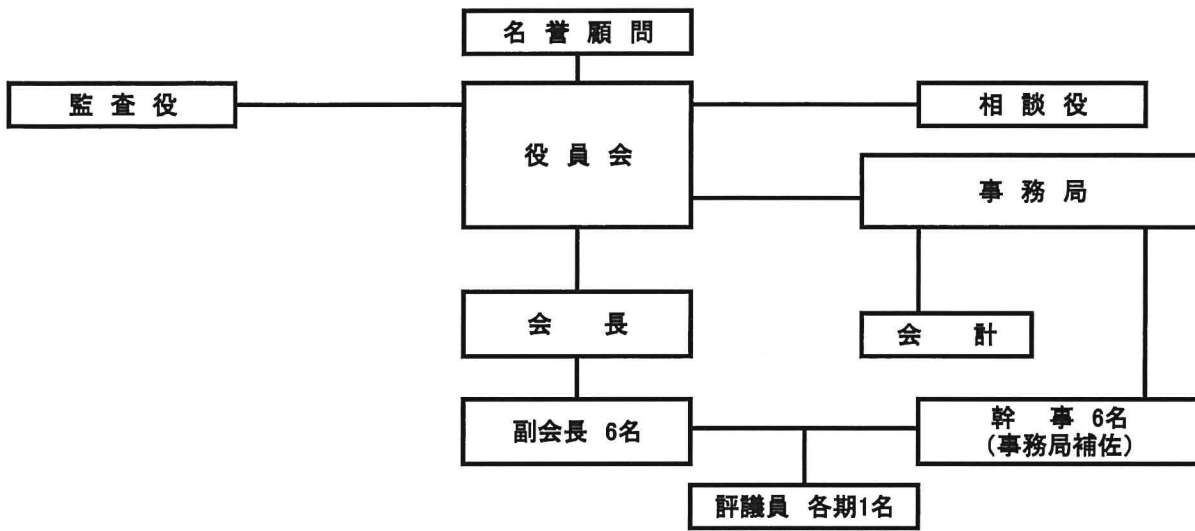 名 誉 顧 問
監 査 役
相 談 役
役 員 会
事 務 局
会 長
会 計
副会長 6名
幹 事 6名
(事務局補佐)
評議員 各期1名